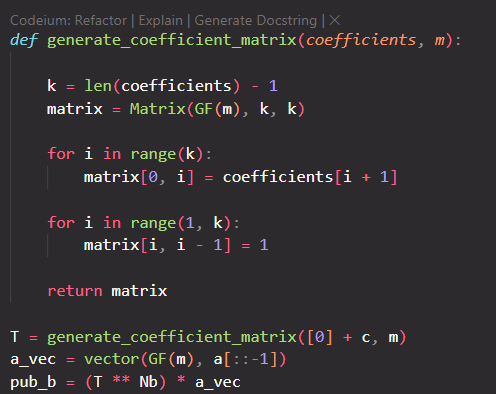 Codeium: Refactor | Explain | Generate Docstring | ×
def generate_coefficient_matrix(coefficients, m):
k = len(coefficients) - 1
matrix = Matrix(GF(m), k, k)
for i in range(k):
matrix[0, i] = coefficients[i + 1]
for i in range(1, k):
matrix[i, i - 1] = 1
return matrix
T = generate_coefficient_matrix([0] + c, m)
a_vec = vector(GF(m), a[::-1])
pub_b = (T ** Nb) * a_vec